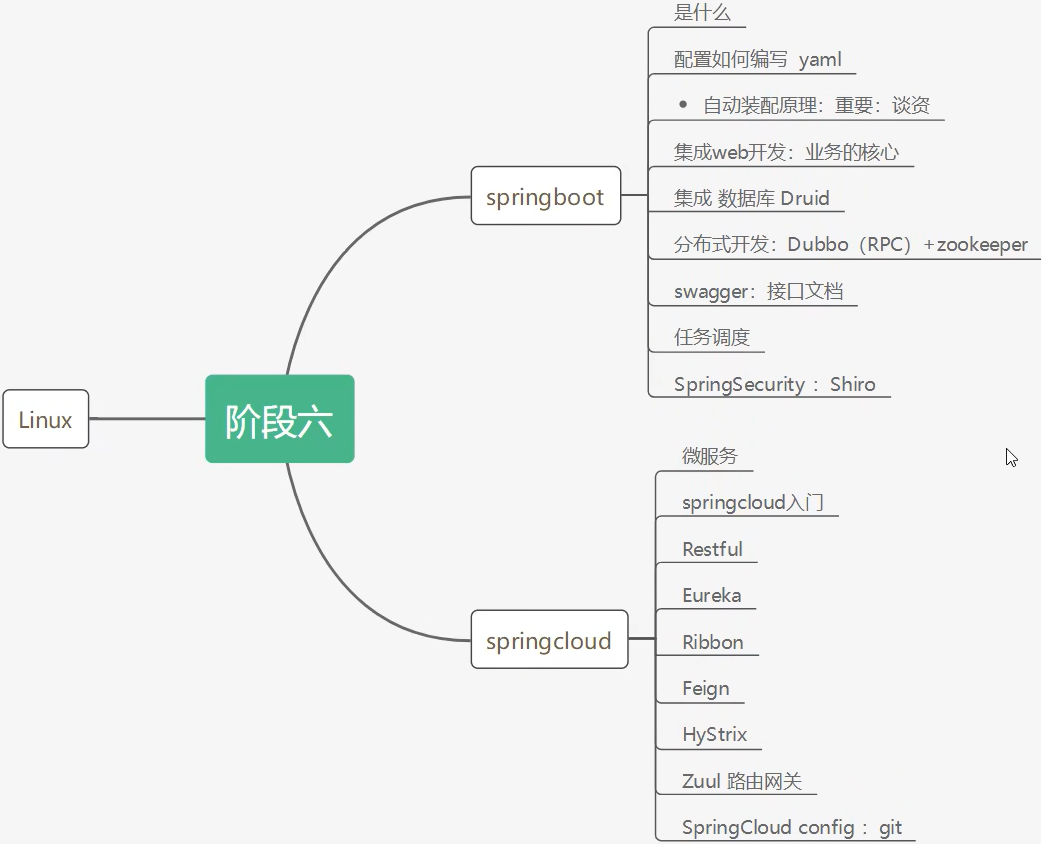 是什么
配置如何编写 yaml
• 自动装配原理：重要：谈资
集成web开发：业务的核心
集成 数据库 Druid
分布式开发：Dubbo（RPC）+zookeeper
swagger：接口文档
任务调度
SpringSecurity ：Shiro
springboot
Linux
阶段六
微服务
springcloud入门
Restful
Eureka
Ribbon
Feign
HyStrix
Zuul 路由网关
SpringCloud config ：git
springcloud